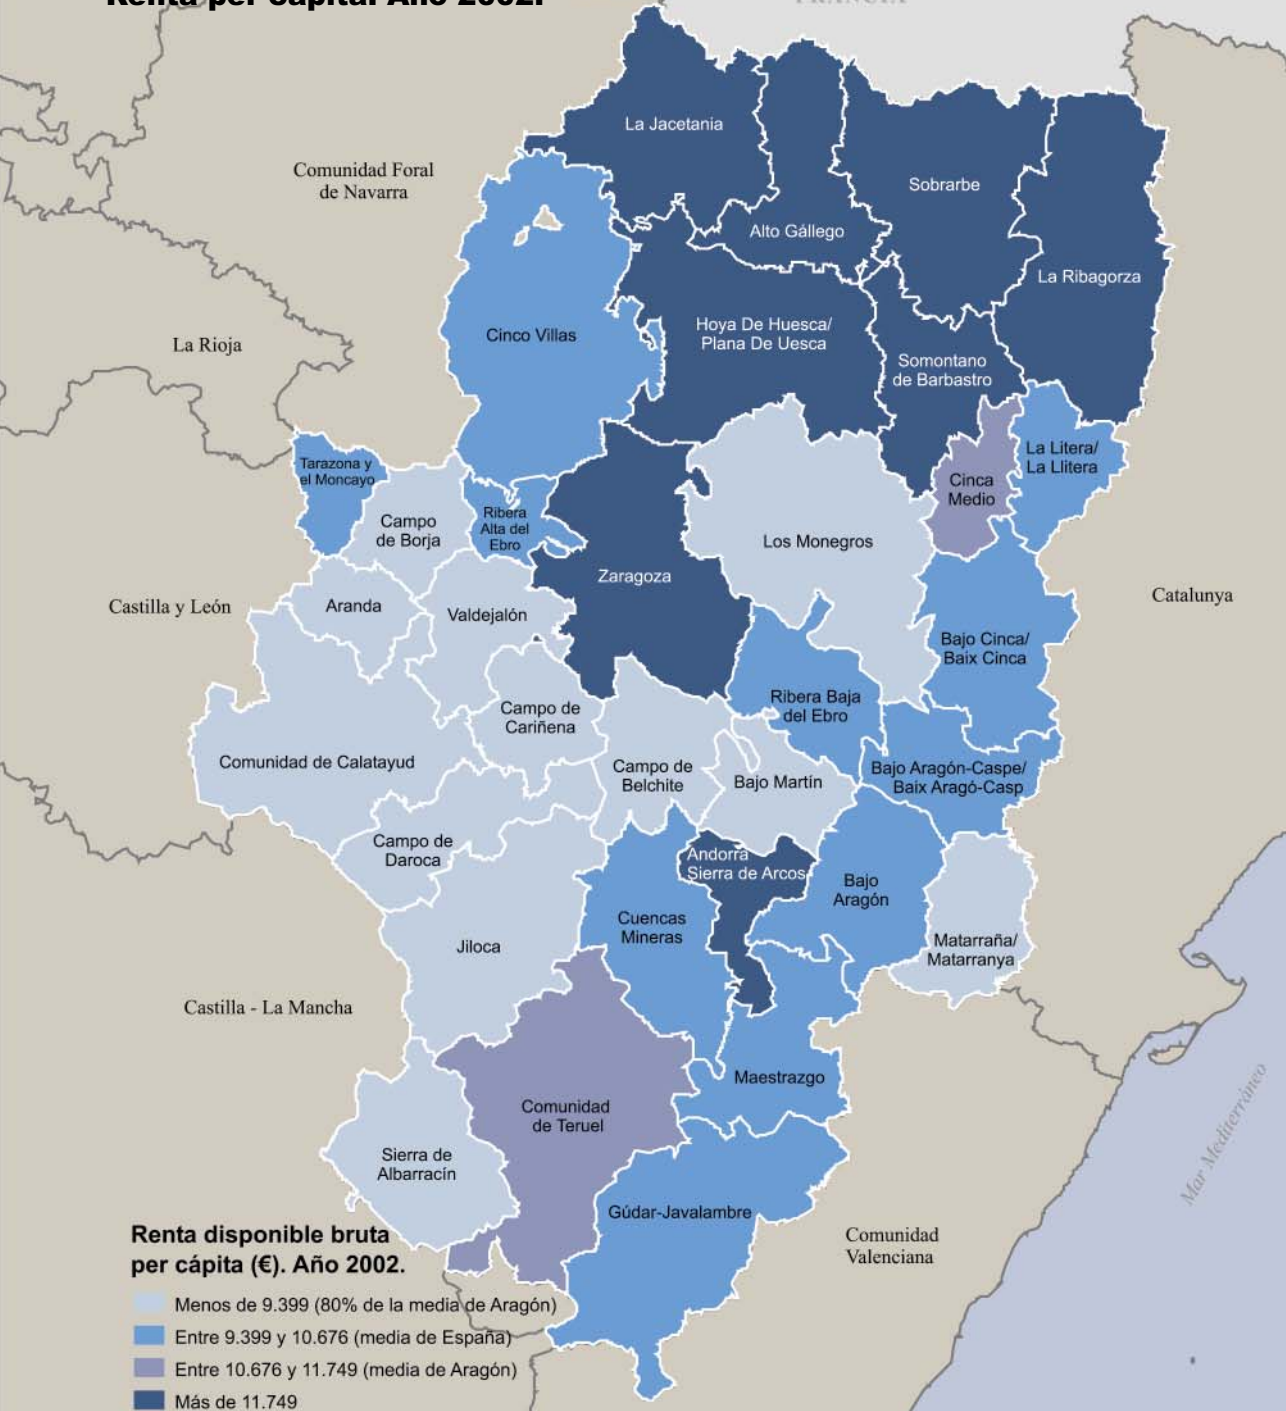 Renta per cápita. Año 2002.
FRANCIA
La Jacetania
Comunidad Foral
de Navarra
Sobrarbe
Alto Gállego
La Ribagorza
Hoya De Huesca/
Plana De Uesca
Cinco Villas
La Rioja
Somontano
de Barbastro
La Litera/
La Llitera
Tarazona y
el Moncayo
Cinca
Medio
Ribera
Alta del
Ebro
Campo
de Borja
Los Monegros
Zaragoza
Catalunya
Castilla y León
Aranda
Valdejalón
Bajo Cinca/
Baix Cinca
Ribera Baja
del Ebro
Campo de
Cariñena
Comunidad de Calatayud
Campo de
Belchite
Bajo Martín
Bajo Aragón-Caspe/
Baix Aragó-Casp
Campo de
Daroca
Andorra
Sierra de Arcos
Bajo
Aragón
Cuencas
Mineras
Jiloca
Matarraña/
Matarranya
Castilla - La Mancha
Maestrazgo
Comunidad
de Teruel
Mar Mediterráneo
Sierra de
Albarracín
Gúdar-Javalambre
Comunidad
Valenciana
Renta disponible bruta
per cápita (€). Año 2002.
Menos de 9.399 (80% de la media de Aragón)
Entre 9.399 y 10.676 (media de España)
Entre 10.676 y 11.749 (media de Aragón)
Más de 11.749